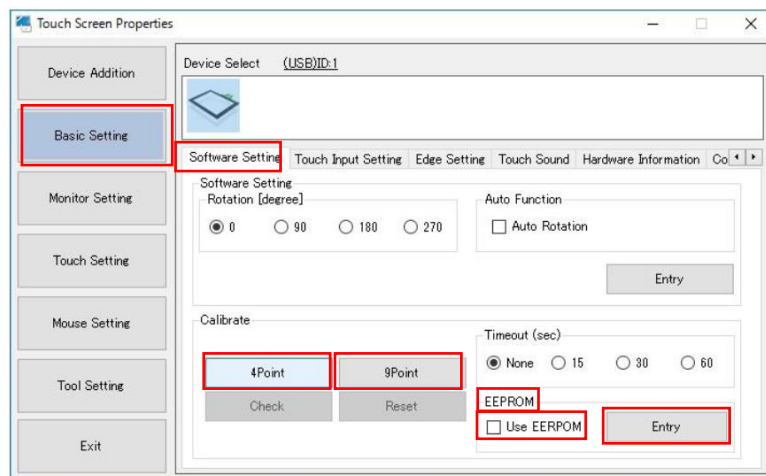 Touch Screen Properties
Device Addition
Basic Setting
Monitor Setting
Touch Setting
Mouse Setting
Tool Setting
Exit
Device Select (USB)ID:1
Software Setting Touch Input Setting Edge Setting Touch Sound Hardware Information Co
Software Setting
Rotation [degree]
0 90 180 270
Auto Function
Auto Rotation
Entry
Calibrate
4Point 9Point
Check Reset
Timeout (sec)
None 15 30 60
EEPROM
Use EERPOM Entry